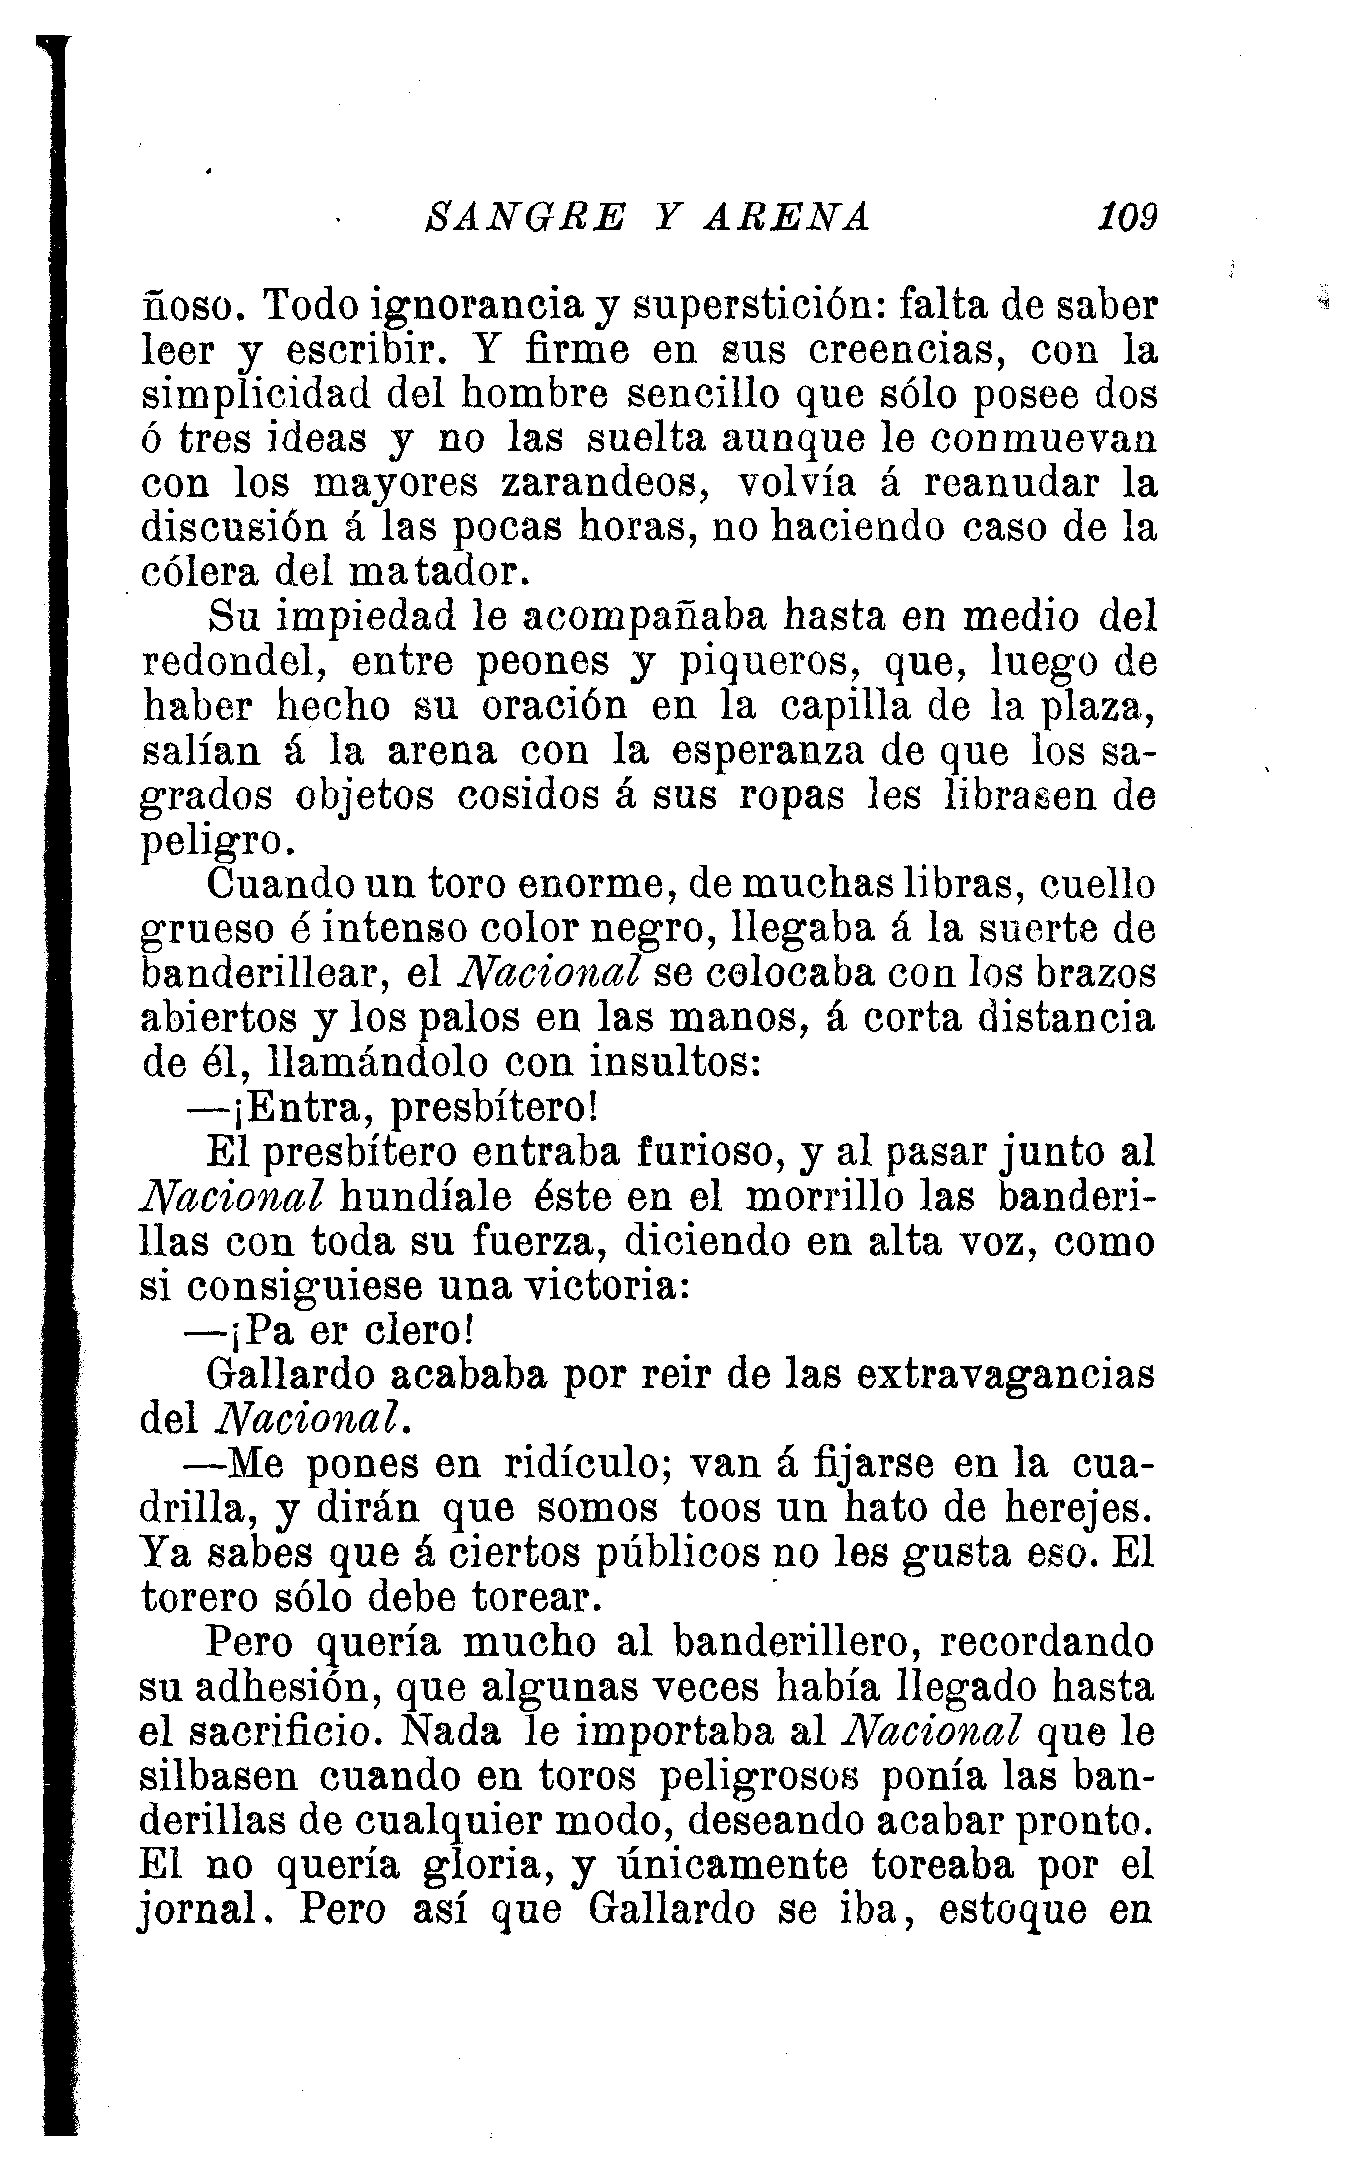 SANGRE Y ARENA 109
ñoso. Todo ignorancia y superstición: falta de saber
leer y escribir. Y firme en sus creencias, con la
simplicidad del hombre sencillo que sólo posee dos
ó tres ideas y no las suelta aunque le conmuevan
con los mayores zarandeos, volvía á reanudar la
discusión á las pocas horas, no haciendo caso de la
cólera del matador.
Su impiedad le acompañaba hasta en medio del
redondel, entre peones y piqueros, que, luego de
haber hecho su oración en la capilla de la plaza,
salían á la arena con la esperanza de que los sa-
grados objetos cosidos á sus ropas les librasen de
peligro.
Cuando un toro enorme, de muchas libras, cuello
grueso é intenso color negro, llegaba á la suerte de
banderillear, el Nacional se colocaba con los brazos
abiertos y los palos en las manos, á corta distancia
de él, llamándolo con insultos:
—¡Entra, presbítero!
El presbítero entraba furioso, y al pasar junto al
Nacional hundíale éste en el morrillo las banderi-
llas con toda su fuerza, diciendo en alta voz, como
si consiguiese una victoria:
—¡Pa er clero!
Gallardo acababa por reir de las extravagancias
del Nacional.
—Me pones en ridículo; van á fijarse en la cua-
drilla, y dirán que somos toos un hato de herejes.
Ya sabes que á ciertos públicos no les gusta eso. El
torero sólo debe torear.
Pero quería mucho al banderillero, recordando
su adhesión, que algunas veces había llegado hasta
el sacrificio. Nada le importaba al Nacional que le
silbasen cuando en toros peligrosos ponía las ban-
derillas de cualquier modo, deseando acabar pronto.
El no quería gloria, y únicamente toreaba por el
jornal. Pero así que Gallardo se iba, estoque en